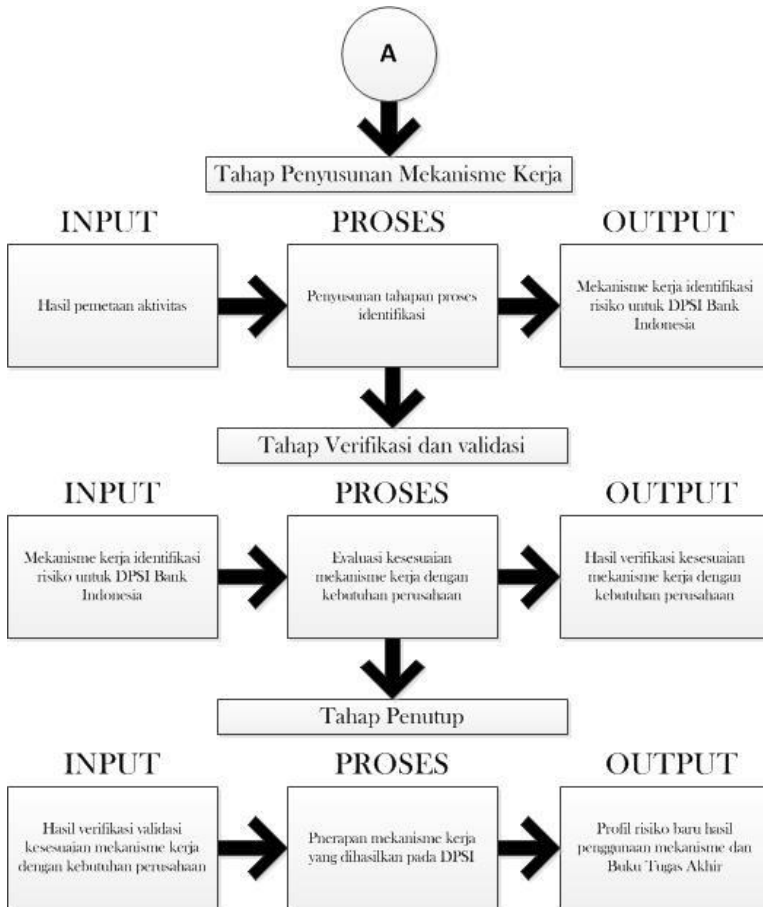 A
Tahap Penyusunan Mekanisme Kerja
INPUT
PROSES
OUTPUT
Hasil pemetaan aktivitas
Penyusunan tahapan proses
identifikasi
Mekanisme kerja identifikasi
risiko untuk DPSI Bank
Indonesia
Tahap Verifikasi dan validasi
INPUT
PROSES
OUTPUT
Mekanisme kerja identifikasi
risiko untuk DPSI Bank
Indonesia
Evaluasi kesesuaian
mekanisme kerja dengan
kebutuhan perusahaan
Hasil verifikasi kesesuaian
mekanisme kerja dengan
kebutuhan perusahaan
Tahap Penutup
INPUT
PROSES
OUTPUT
Hasil verifikasi validasi
kesesuaian mekanisme kerja
dengan kebutuhan perusahaan
Pnerapan mekanisme kerja
yang dihasilkan pada DPSI
Profil risiko baru hasil
penggunaan mekanisme dan
Buku Tugas Akhir